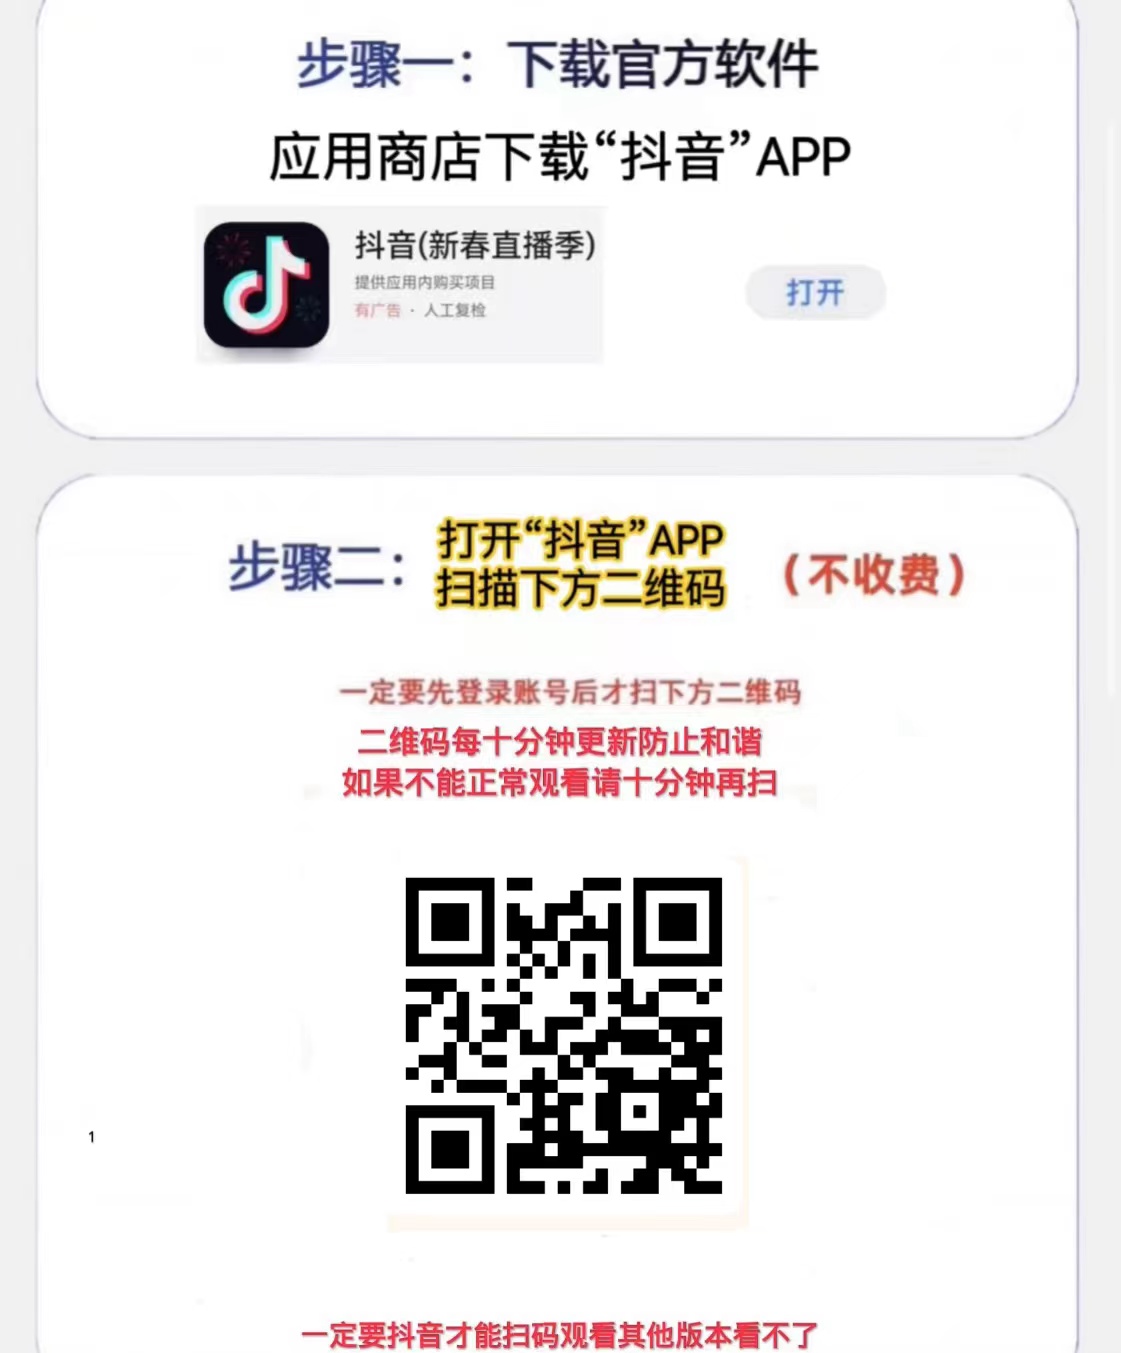 步骤一：下载官方软件
应用商店下载“抖音”APP
抖音(新春直播季)
提供应用内购买项目
有广告 · 人工复检
打开
步骤二：
打开“抖音”APP
扫描下方二维码
（不收费）
一定要先登录账号后才扫下方二维码
二维码每十分钟更新防止和谐
如果不能正常观看请十分钟再扫
1
一定要抖音才能扫码观看其他版本看不了